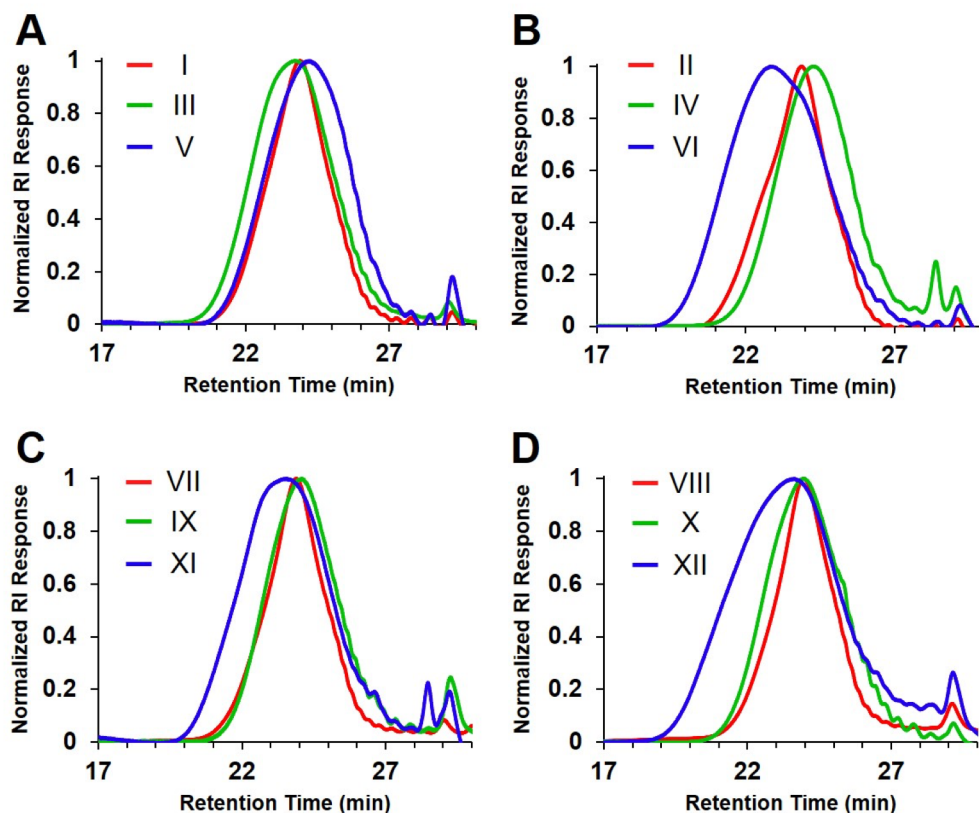 A
Normalized RI Response
1
0.8
0.6
0.4
0.2
0
I
III
V
17
22
27
Retention Time (min)
B
Normalized RI Response
1
0.8
0.6
0.4
0.2
0
II
IV
VI
17
22
27
Retention Time (min)
C
Normalized RI Response
1
0.8
0.6
0.4
0.2
0
VII
IX
XI
17
22
27
Retention Time (min)
D
Normalized RI Response
1
0.8
0.6
0.4
0.2
0
VIII
X
XII
17
22
27
Retention Time (min)